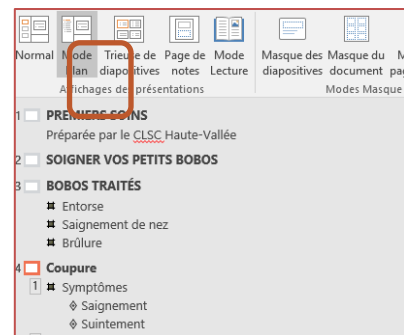 Normal Mode Trieuse de Page de Mode Masque des Masque du M
Plan diapositives notes Lecture diapositives document pag
Affichages des présentations Modes Masque
1 PREMIERS SOINS
Préparée par le CLSC Haute-Vallée
2 SOIGNER VOS PETITS BOBOS
3 BOBOS TRAITÉS
Entorse
Saignement de nez
Brûlure
4 Coupure
1 Symptômes
Saignement
Suintement